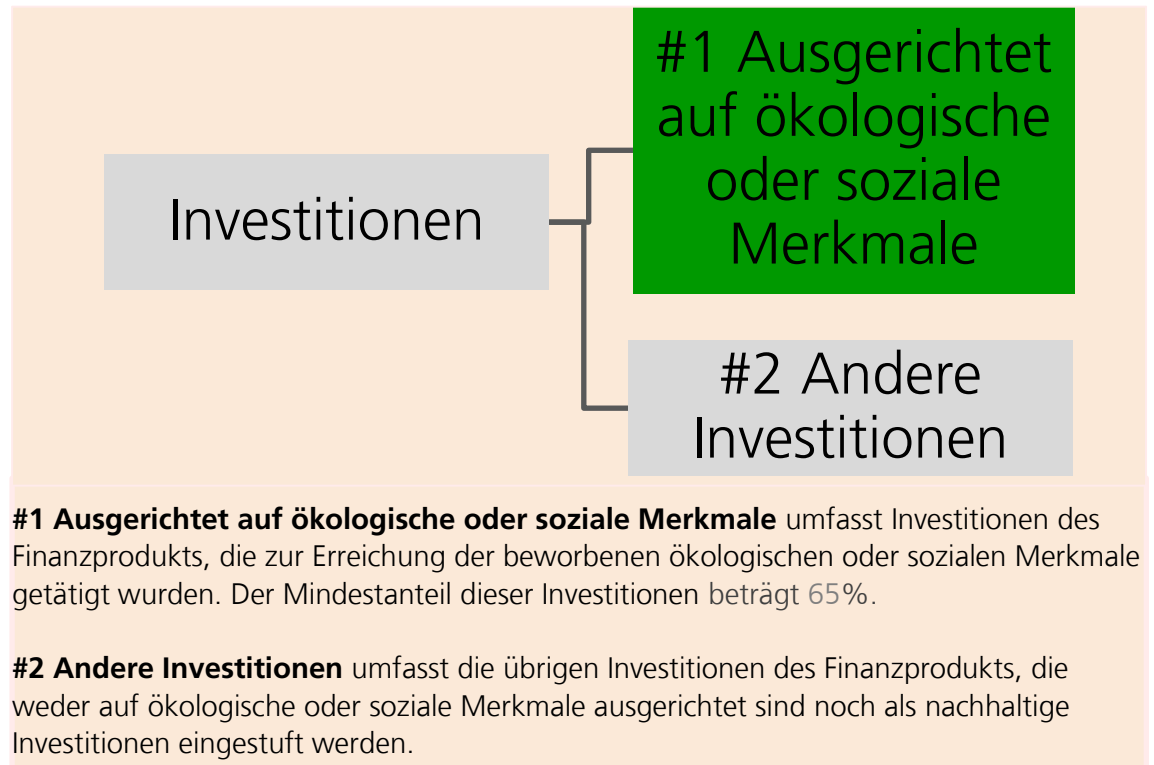 #1 Ausgerichtet
auf ökologische
oder soziale
Merkmale
Investitionen
#2 Andere
Investitionen
#1 Ausgerichtet auf ökologische oder soziale Merkmale umfasst Investitionen des
Finanzprodukts, die zur Erreichung der beworbenen ökologischen oder sozialen Merkmale
getätigt wurden. Der Mindestanteil dieser Investitionen beträgt 65%.
#2 Andere Investitionen umfasst die übrigen Investitionen des Finanzprodukts, die
weder auf ökologische oder soziale Merkmale ausgerichtet sind noch als nachhaltige
Investitionen eingestuft werden.